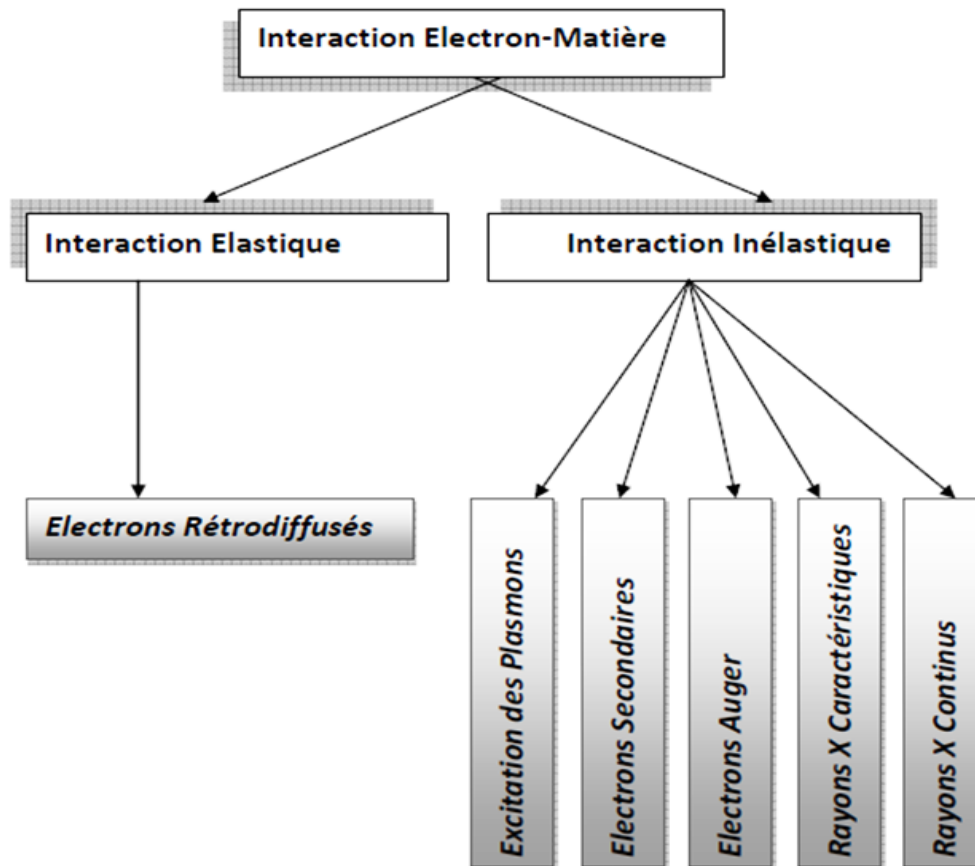 Interaction Electron-Matière
Interaction Elastique
Interaction Inélastique
Electrons Rétrodiffusés
Excitation des Plasmons
Electrons Secondaires
Electrons Auger
Rayons X Caractéristiques
Rayons X Continus